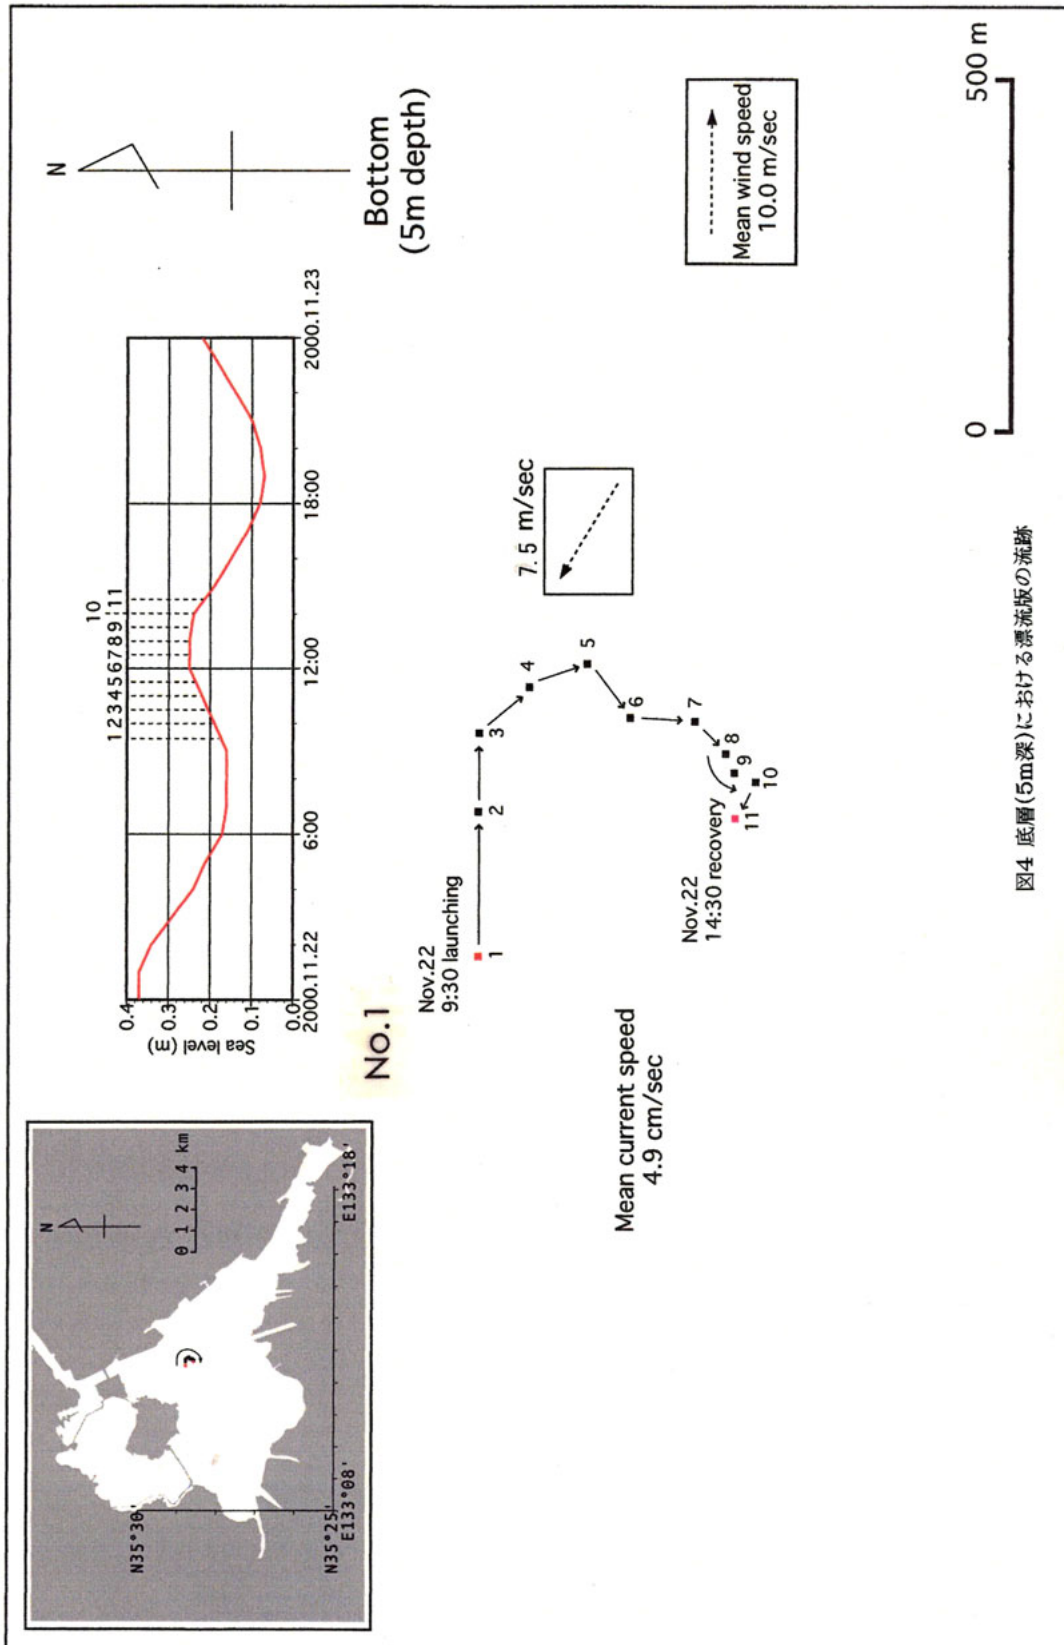 N
0 1 2 3 4 km
N35°30'
N35°25'
E133°08'
E133°18'
No.1
Sea level (m)
0.4
0.3
0.2
0.1
0.0
10
1 2 3 4 5 6 7 8 9 11
2000.11.22
6:00
12:00
18:00
2000.11.23
N
Bottom
(5m depth)
Nov.22
9:30 launching
1
2
3
4
5
6
7
8
9
10
11
Nov.22
14:30 recovery
7.5 m/sec
Mean wind speed
10.0 m/sec
Mean current speed
4.9 cm/sec
0
500 m
図4 底層(5m深)における漂流版の流跡